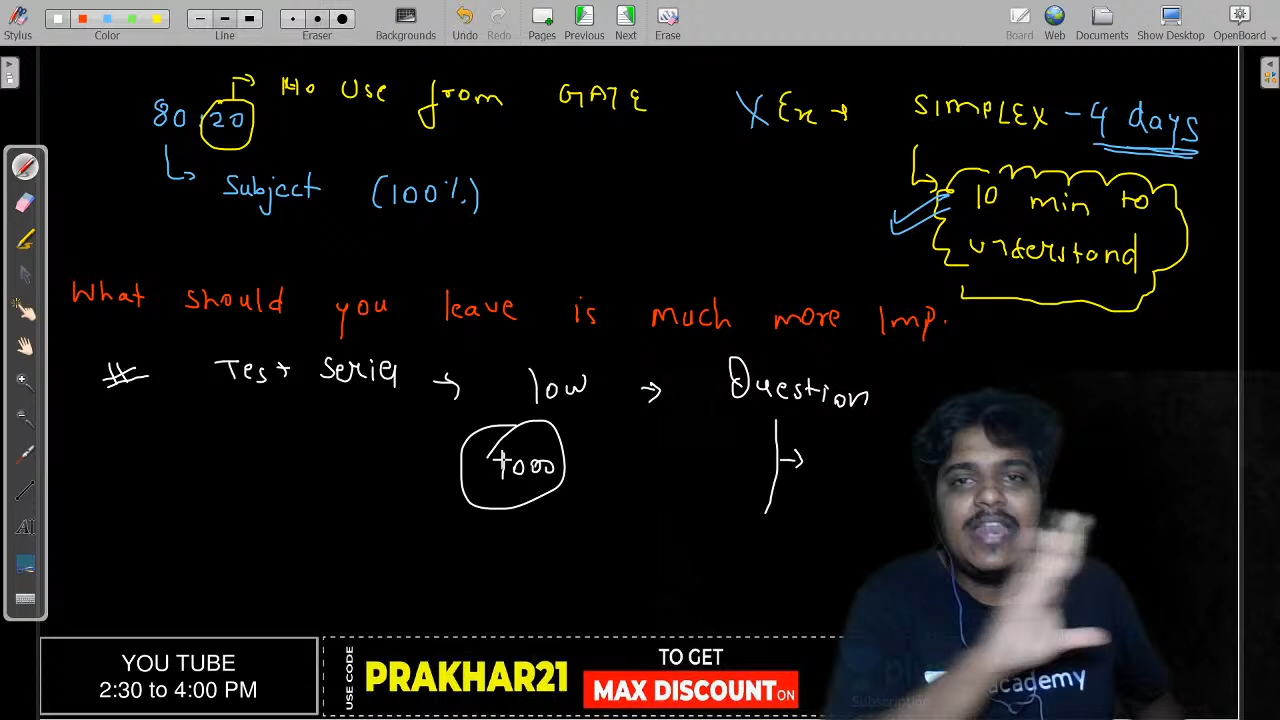 Stylus
Color
Line
Eraser
Backgrounds
Undo
Pages
Previous
Next
Erase
Board
Web
Documents
Show Desktop
OpenBoard
80 20 → No Use from GATE
X Ex → SIMPLEX - 4 days
Subject (100%)
10 min to
understand
What should you leave is much more Imp.
Test Series → low → Question
1000
YOU TUBE
2:30 to 4:00 PM
USE CODE
PRAKHAR21
TO GET
MAX DISCOUNT ON
Subscription
academy